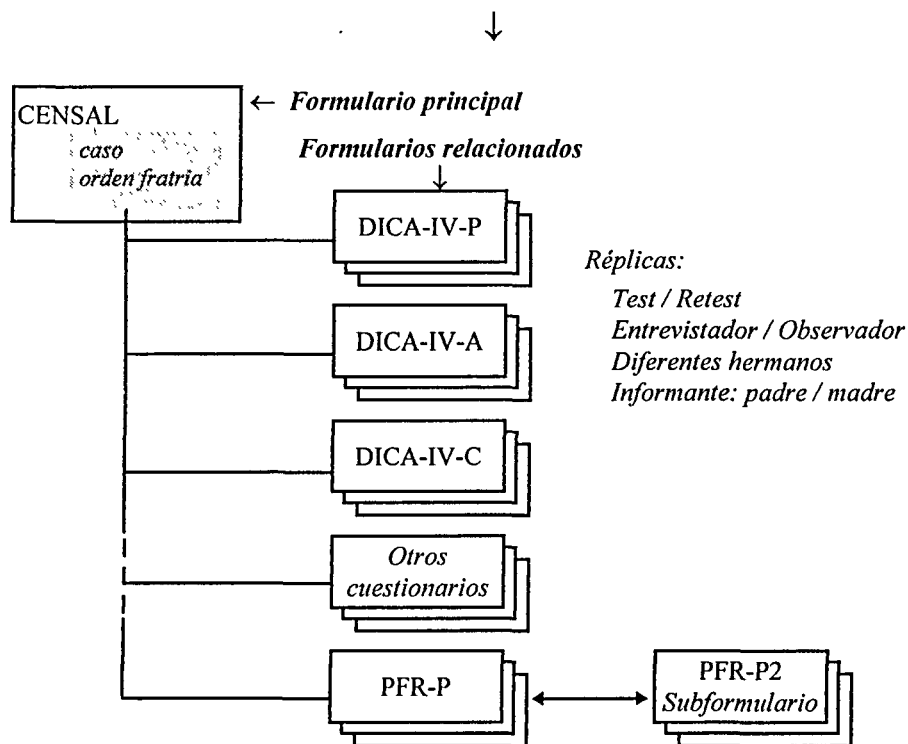 ↓
← Formulario principal
CENSAL
caso
orden fratria
Formularios relacionados
↓
DICA-IV-P
Réplicas:
Test / Retest
Entrevistador / Observador
Diferentes hermanos
Informante: padre / madre
DICA-IV-A
DICA-IV-C
Otros
cuestionarios
PFR-P
PFR-P2
Subformulario